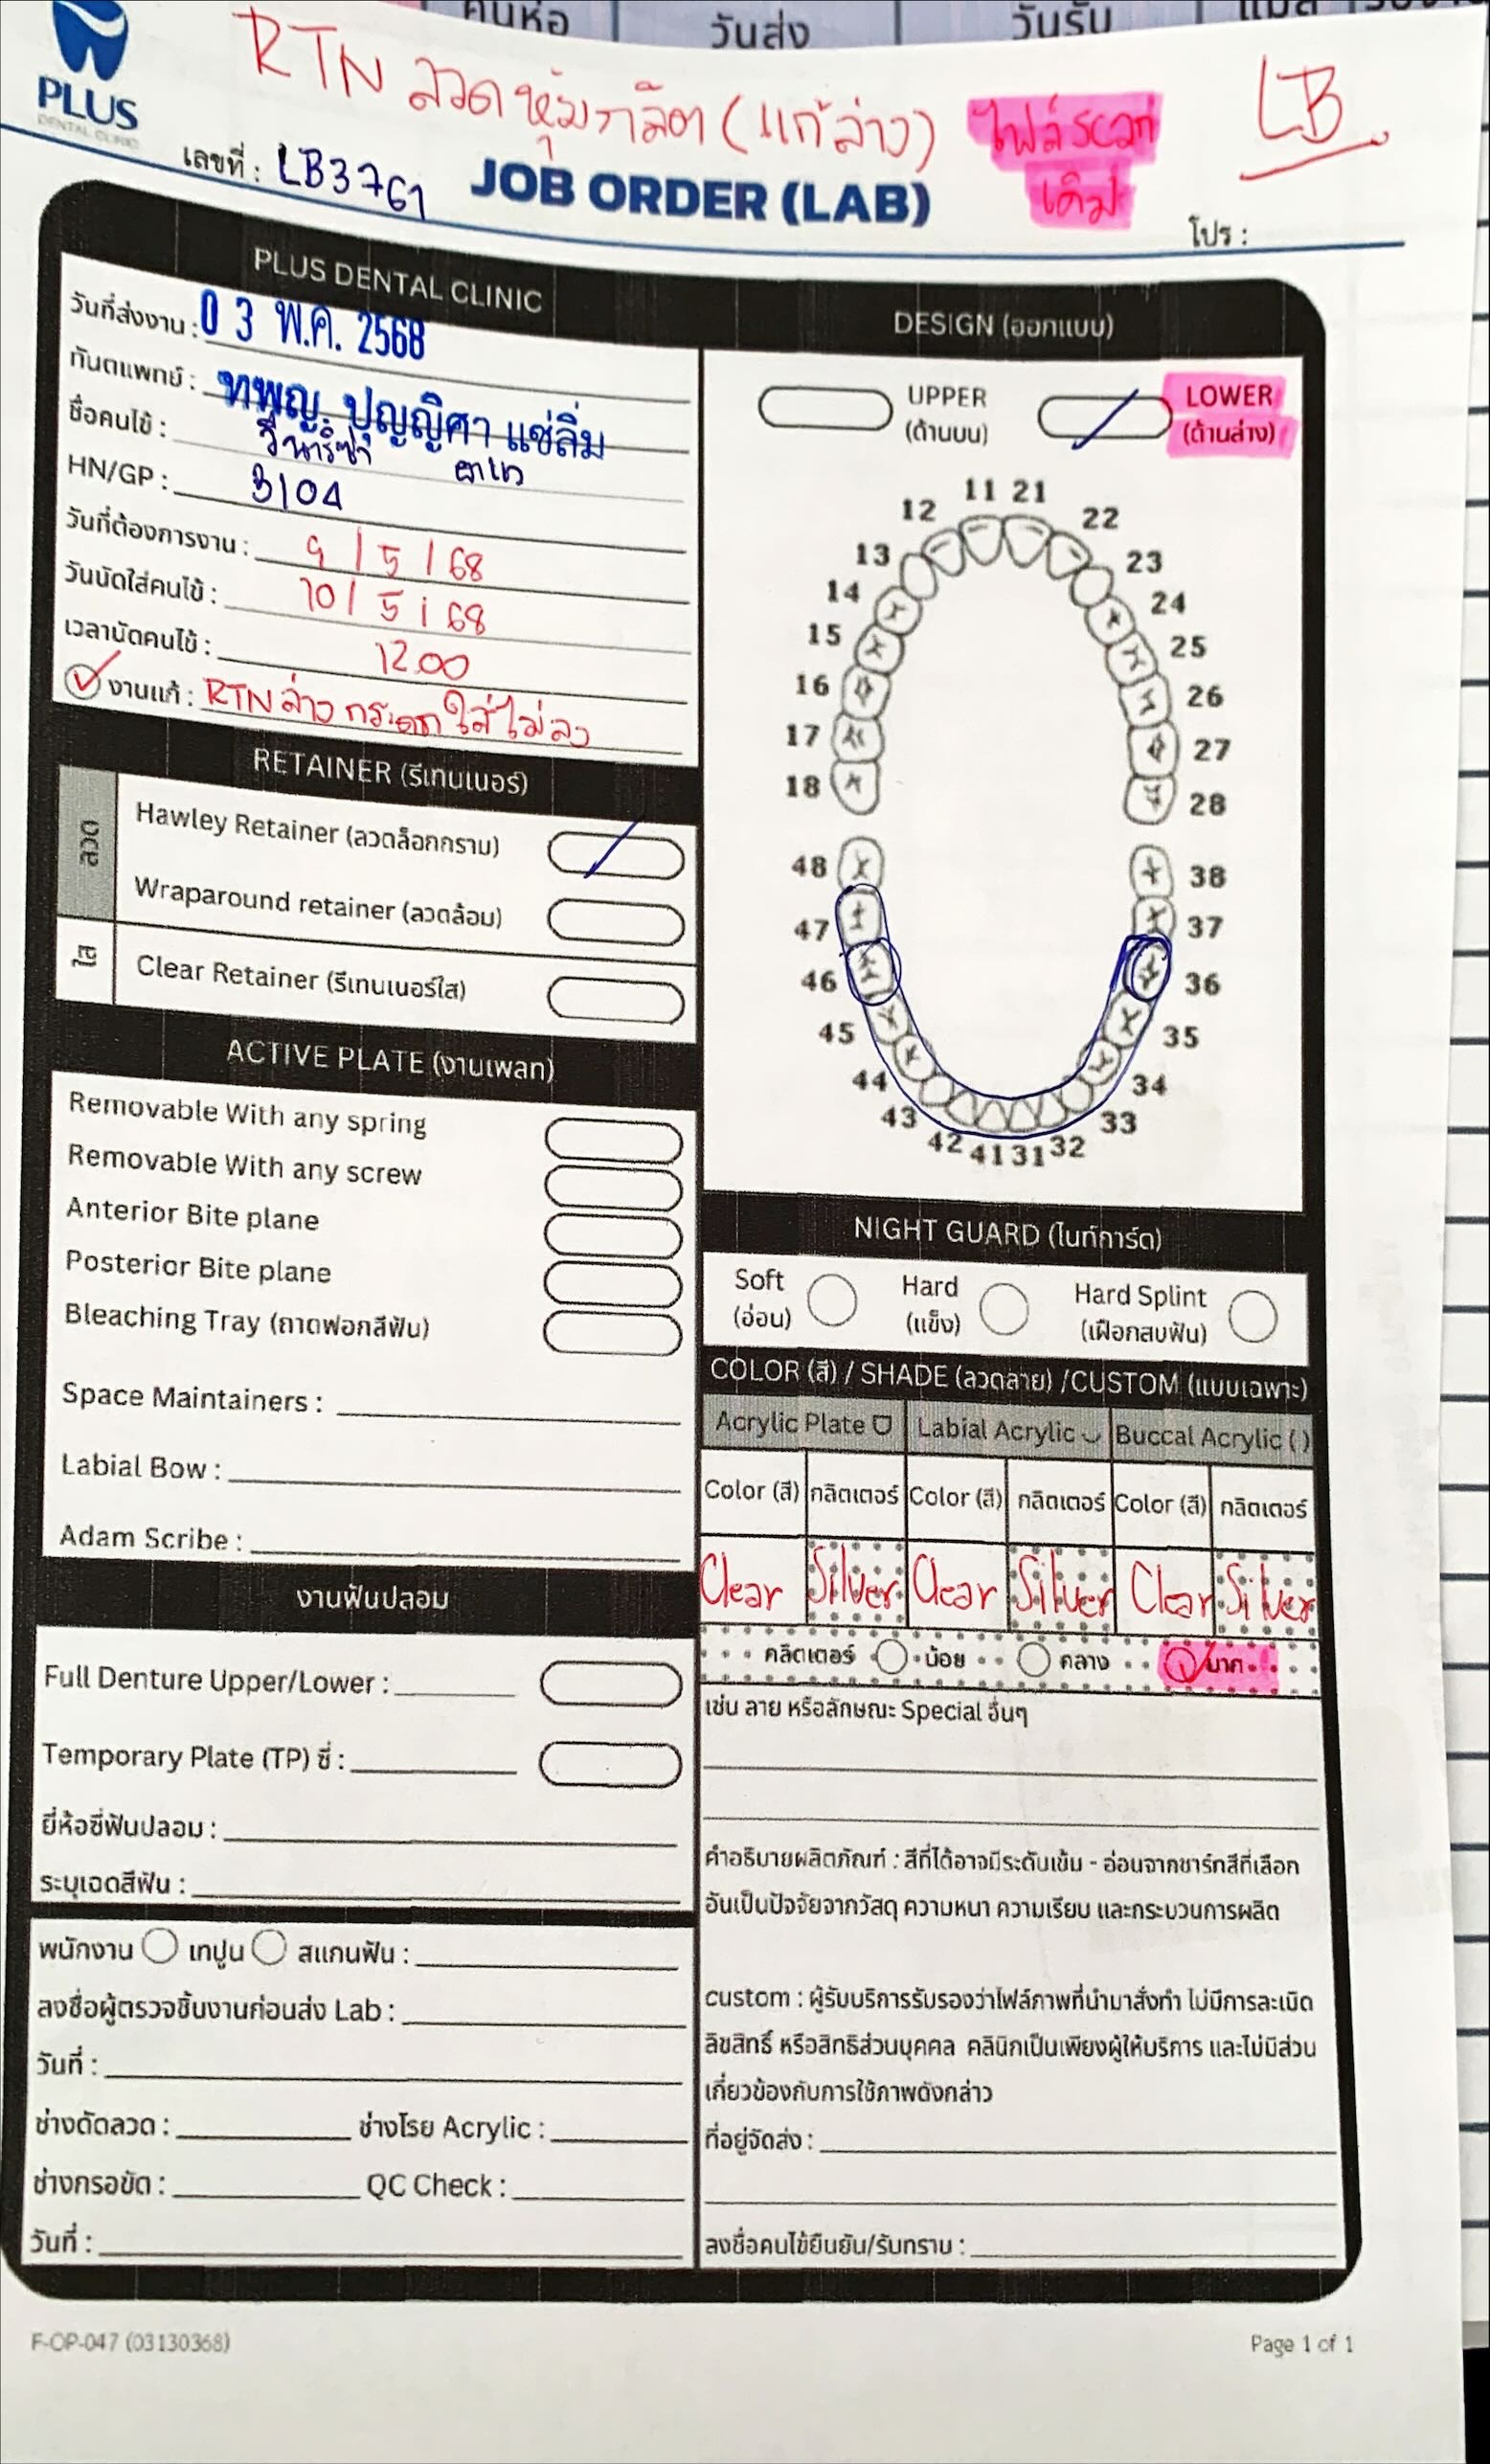 คนห่อ วันส่ง วันรับ
RTN ลวดหุ้มกลิต (แก้ล่าง) ไฟล์scan เดิม LB
PLUS
DENTAL CLINIC
เลขที่ : LB3761
JOB ORDER (LAB)
โปร :
PLUS DENTAL CLINIC
วันที่ส่งงาน : 03 พ.ค. 2568
ทันตแพทย์ : ทพญ. ปุญญิศา แซ่ลิ่ม
ชื่อคนไข้ :
HN/GP : 3104
วันที่ต้องการงาน : 9 / 5 / 68
วันนัดใส่คนไข้ : 10 / 5 / 68
เวลานัดคนไข้ : 12.00
งานแก้ : RTN ล่าง กระดก ใส่ไม่ลง
RETAINER (รีเทนเนอร์)
ลวด
Hawley Retainer (ลวดล็อกกราม)
Wraparound retainer (ลวดล้อม)
ใส
Clear Retainer (รีเทนเนอร์ใส)
ACTIVE PLATE (งานเพลท)
Removable With any spring
Removable With any screw
Anterior Bite plane
Posterior Bite plane
Bleaching Tray (ถาดฟอกสีฟัน)
Space Maintainers :
Labial Bow :
Adam Scribe :
งานฟันปลอม
Full Denture Upper/Lower :
Temporary Plate (TP) ซี่ :
ยี่ห้อซี่ฟันปลอม :
ระบุเฉดสีฟัน :
พนักงาน เทปูน สแกนฟัน :
ลงชื่อผู้ตรวจชิ้นงานก่อนส่ง Lab :
วันที่ :
ช่างดัดลวด : ช่างโรย Acrylic :
ช่างกรอขัด : QC Check :
วันที่ :
DESIGN (ออกแบบ)
UPPER LOWER
(ด้านบน) (ด้านล่าง)
11 21
12 22
13 23
14 24
15 25
16 26
17 27
18 28
48 38
47 37
46 36
45 35
44 34
43 33
42 41 31 32
NIGHT GUARD (ไนท์การ์ด)
Soft Hard Hard Splint
(อ่อน) (แข็ง) (เฝือกสบฟัน)
COLOR (สี) / SHADE (ลวดลาย) /CUSTOM (แบบเฉพาะ)
Acrylic Plate Labial Acrylic Buccal Acrylic ( )
Color (สี) กลิตเตอร์ Color (สี) กลิตเตอร์ Color (สี) กลิตเตอร์
Clear Silver Clear Silver Clear Silver
คลิตเตอร์ น้อย กลาง มาก
เช่น ลาย หรือลักษณะ Special อื่นๆ
คำอธิบายผลิตภัณฑ์ : สีที่ได้อาจมีระดับเข้ม - อ่อนจากชาร์กสีที่เลือก
อันเป็นปัจจัยจากวัสดุ ความหนา ความเรียบ และกระบวนการผลิต
custom : ผู้รับบริการรับรองว่าไฟล์ภาพที่นำมาสั่งทำ ไม่มีการละเมิด
ลิขสิทธิ์ หรือสิทธิส่วนบุคคล คลินิกเป็นเพียงผู้ให้บริการ และไม่มีส่วน
เกี่ยวข้องกับการใช้ภาพดังกล่าว
ที่อยู่จัดส่ง :
ลงชื่อคนไข้ยืนยัน/รับทราบ :
F-OP-047 (03130368)
Page 1 of 1